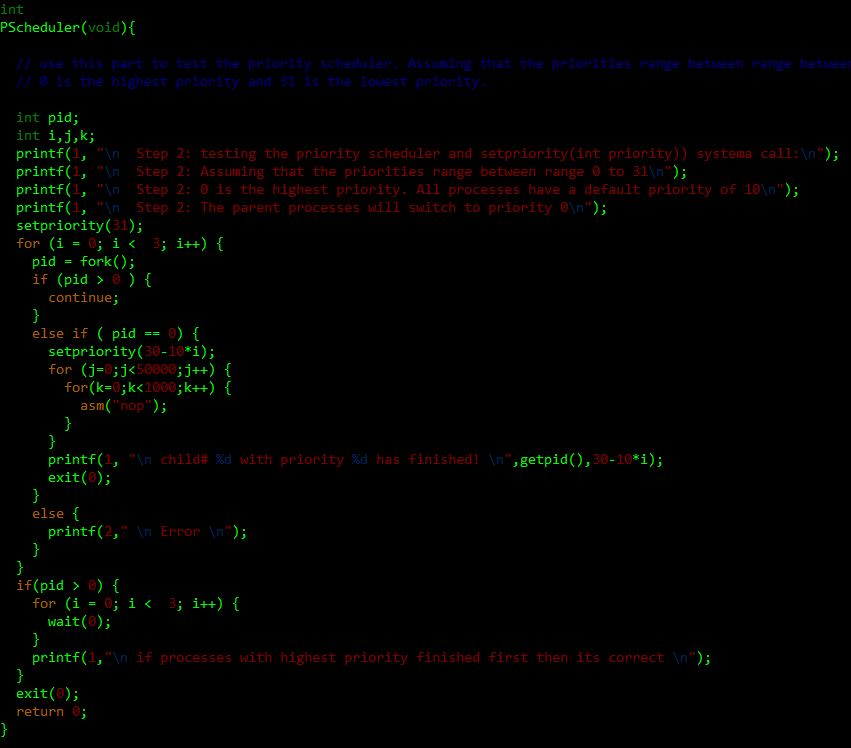 int
PScheduler(void){
  // use this part to test the priority scheduler. Assuming that the priorities range between range between
  // 0 is the highest priority and 31 is the lowest priority.
  int pid;
  int i,j,k;
  printf(1, "\n  Step 2: testing the priority scheduler and setpriority(int priority)) systema call:\n");
  printf(1, "\n  Step 2: Assuming that the priorities range between range 0 to 31\n");
  printf(1, "\n  Step 2: 0 is the highest priority. All processes have a default priority of 10\n");
  printf(1, "\n  Step 2: The parent processes will switch to priority 0\n");
  setpriority(31);
  for (i = 0; i <  3; i++) {
    pid = fork();
    if (pid > 0 ) {
      continue;
    }
    else if ( pid == 0) {
      setpriority(30-10*i);
      for (j=0;j<50000;j++) {
        for(k=0;k<1000;k++) {
          asm("nop");
        }
      }
      printf(1, "\n child# %d with priority %d has finished! \n",getpid(),30-10*i);
      exit(0);
    }
    else {
      printf(2," \n Error \n");
    }
  }
  if(pid > 0) {
    for (i = 0; i <  3; i++) {
      wait(0);
    }
    printf(1,"\n if processes with highest priority finished first then its correct \n");
  }
  exit(0);
  return 0;
}